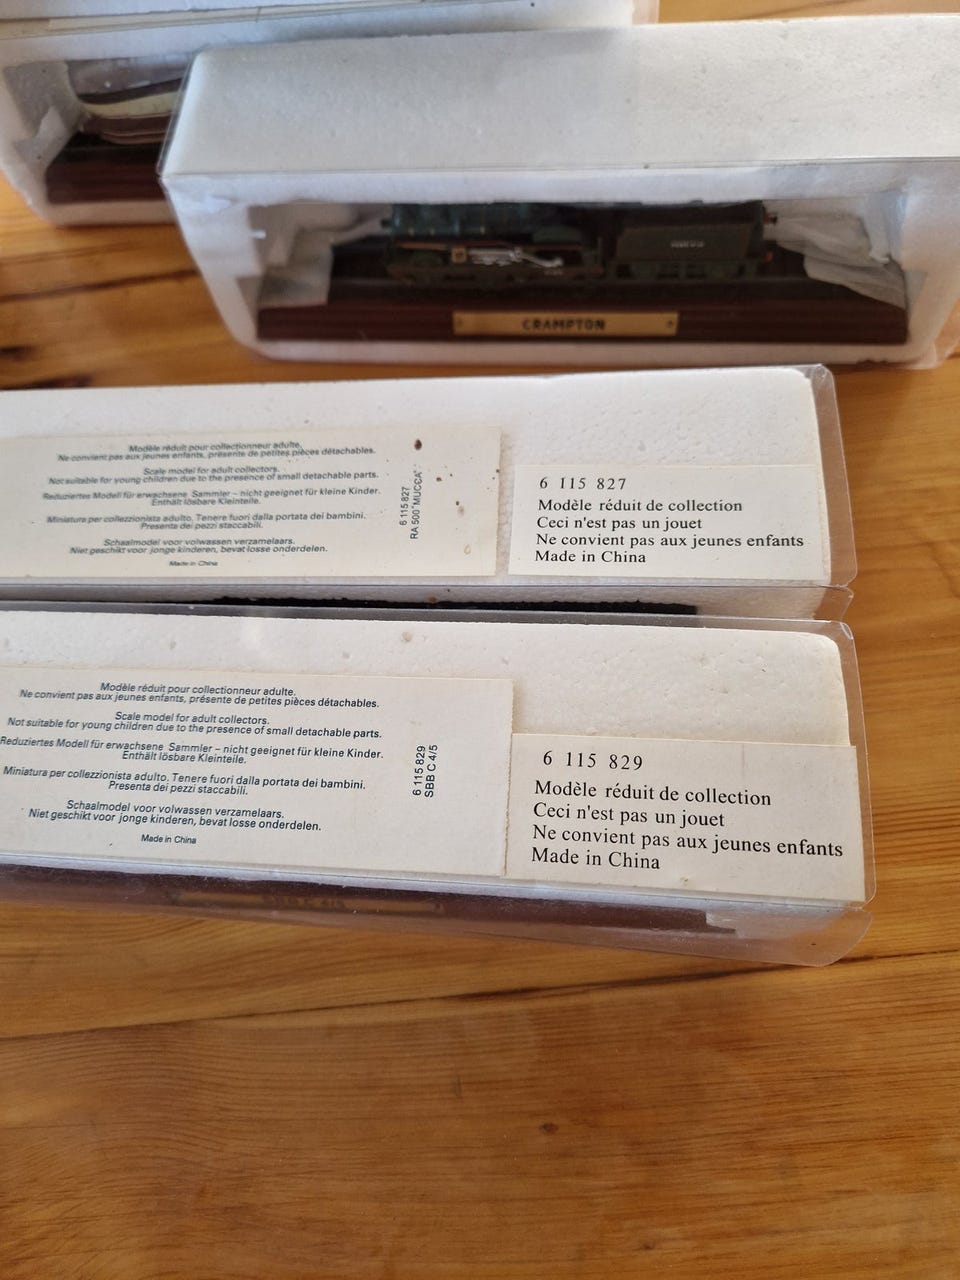 CRAMPTON
Modèle réduit pour collectionneur adulte.
Ne convient pas aux jeunes enfants, présente de petites pièces détachables.
Scale model for adult collectors.
Not suitable for young children due to the presence of small detachable parts.
Reduziertes Modell für erwachsene Sammler – nicht geeignet für kleine Kinder.
Enthält lösbare Kleinteile.
Miniatura per collezzionista adulto. Tenere fuori dalla portata dei bambini.
Presenta dei pezzi staccabili.
Schaalmodel voor volwassen verzamelaars.
Niet geschikt voor jonge kinderen, bevat losse onderdelen.
Made in China
6 115 827
RA 500 "MUCCA"
6 115 827
Modèle réduit de collection
Ceci n'est pas un jouet
Ne convient pas aux jeunes enfants
Made in China
Modèle réduit pour collectionneur adulte.
Ne convient pas aux jeunes enfants, présente de petites pièces détachables.
Scale model for adult collectors.
Not suitable for young children due to the presence of small detachable parts.
Reduziertes Modell für erwachsene Sammler – nicht geeignet für kleine Kinder.
Enthält lösbare Kleinteile.
Miniatura per collezzionista adulto. Tenere fuori dalla portata dei bambini.
Presenta dei pezzi staccabili.
Schaalmodel voor volwassen verzamelaars.
Niet geschikt voor jonge kinderen, bevat losse onderdelen.
Made in China
6 115 829
SBB C 4/5
6 115 829
Modèle réduit de collection
Ceci n'est pas un jouet
Ne convient pas aux jeunes enfants
Made in China
SBB C 4/5